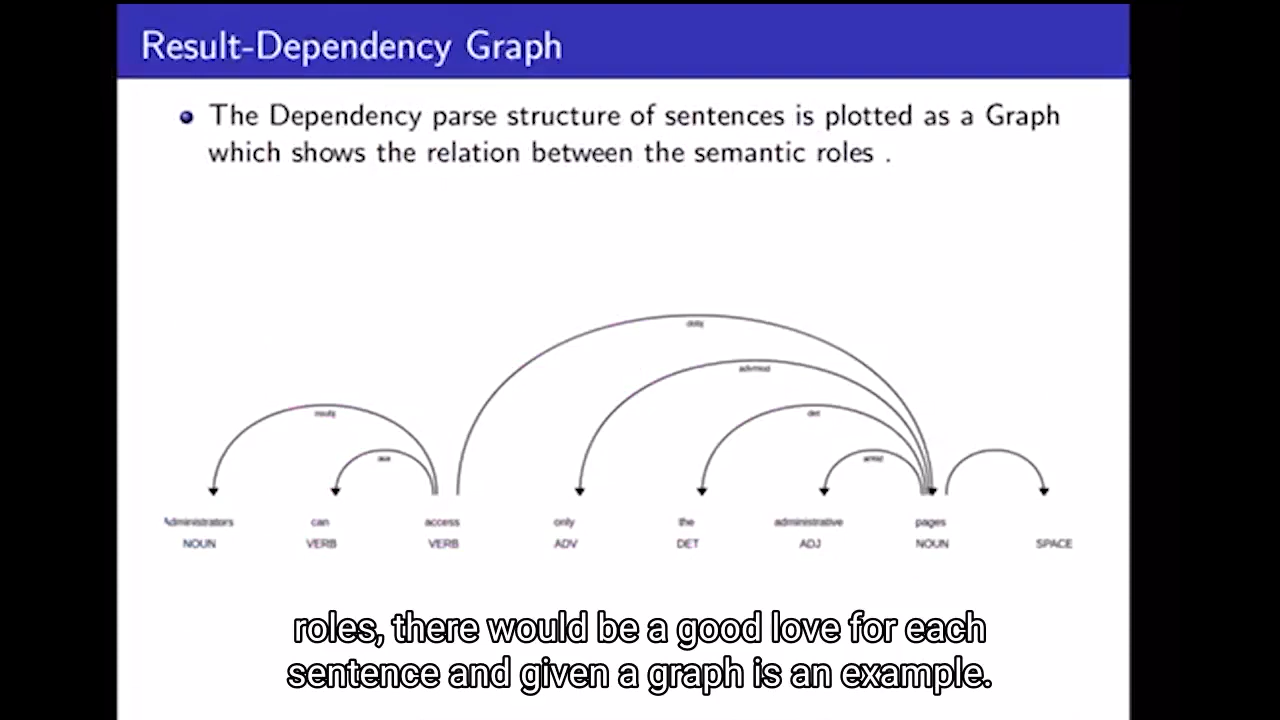 Result-Dependency Graph
The Dependency parse structure of sentences is plotted as a Graph
which shows the relation between the semantic roles .
dobj
advmod
nsubj
det
aux
amod
Administrators can access only the administrative pages
NOUN VERB VERB ADV DET ADJ NOUN SPACE
roles, there would be a good love for each
sentence and given a graph is an example.